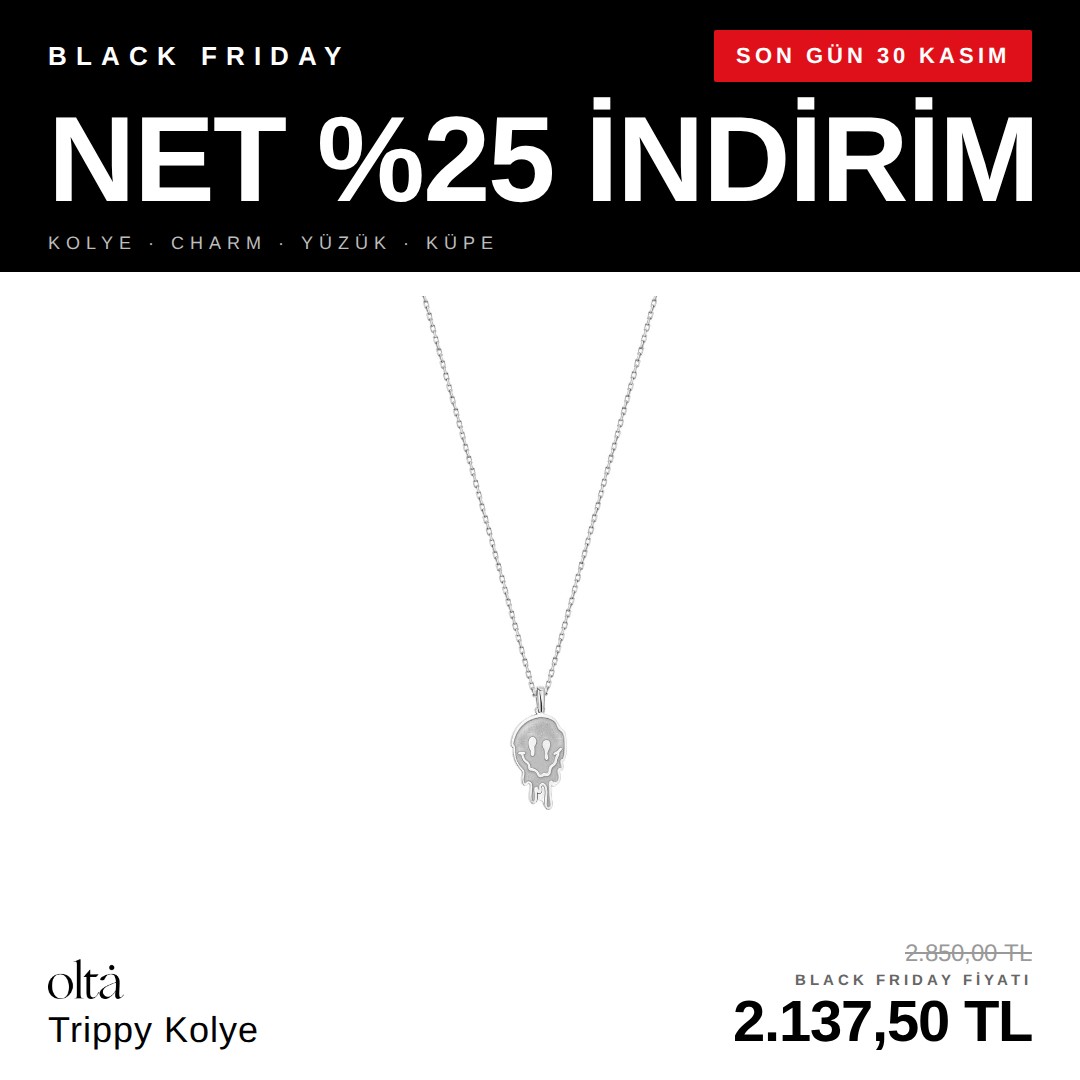 BLACK FRIDAY
SON GÜN 30 KASIM
NET %25 İNDİRİM
KOLYE · CHARM · YÜZÜK · KÜPE
olta
Trippy Kolye
2.850,00 TL
BLACK FRIDAY FİYATI
2.137,50 TL